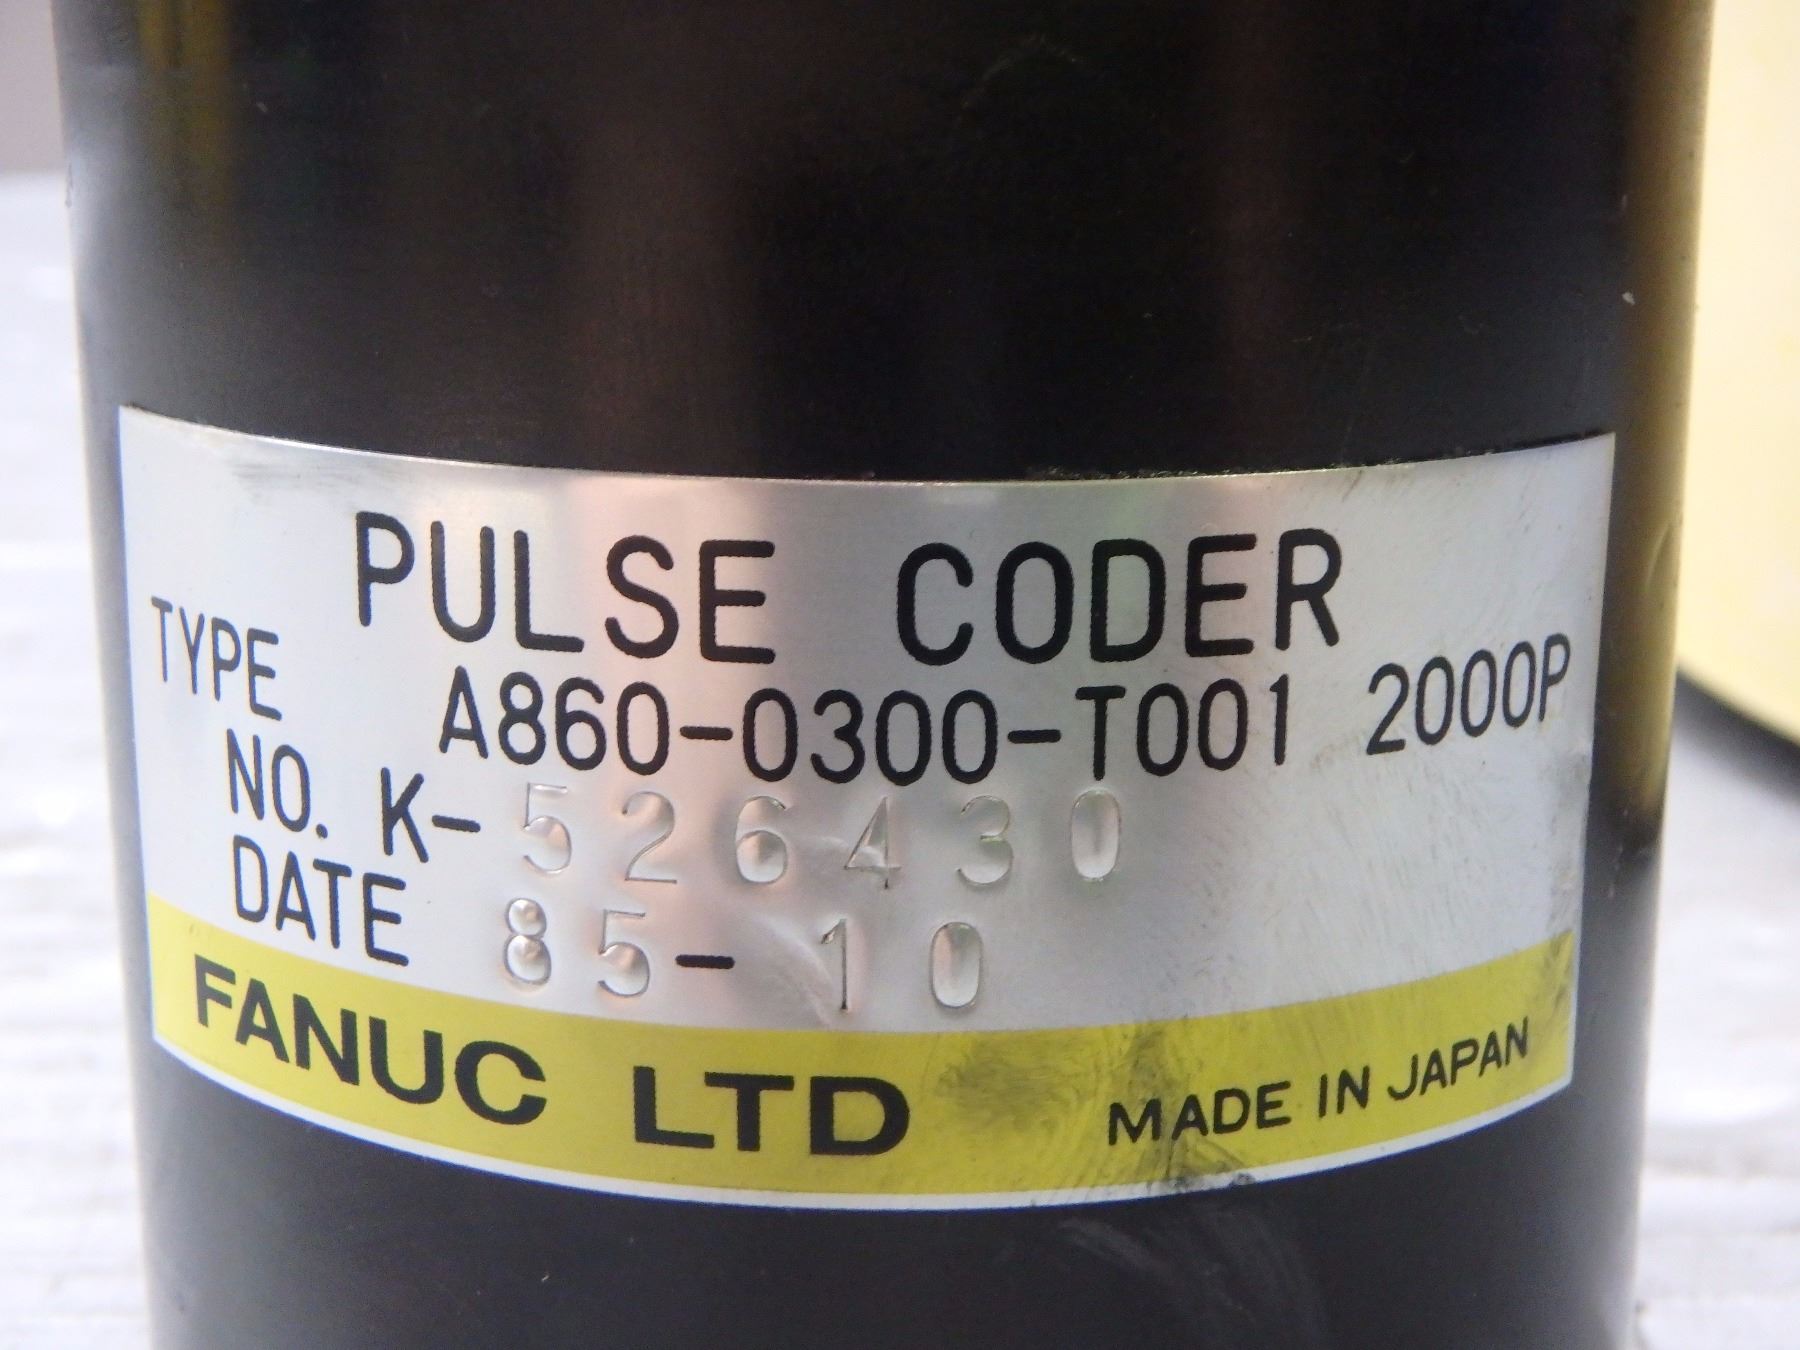 PULSE CODER
TYPE A860-0300-T001 2000P
NO. K-526430
DATE 85-10
FANUC LTD MADE IN JAPAN